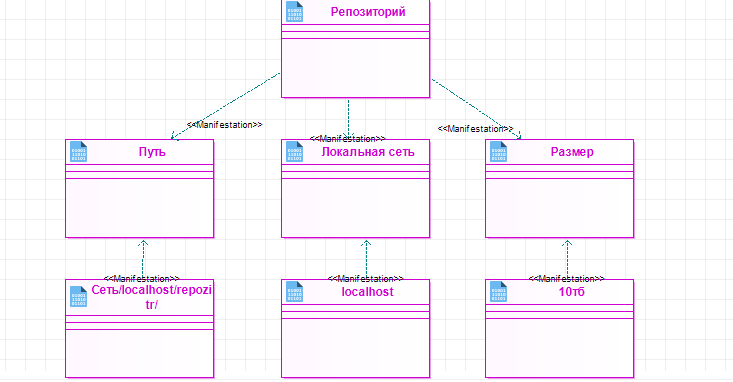 Репозиторий
<<Manifestation>>
<<Manifestation>>
<<Manifestation>>
Путь
Локальная сеть
Размер
<<Manifestation>>
<<Manifestation>>
<<Manifestation>>
Сеть/localhost/repozi
tr/
localhost
10тб